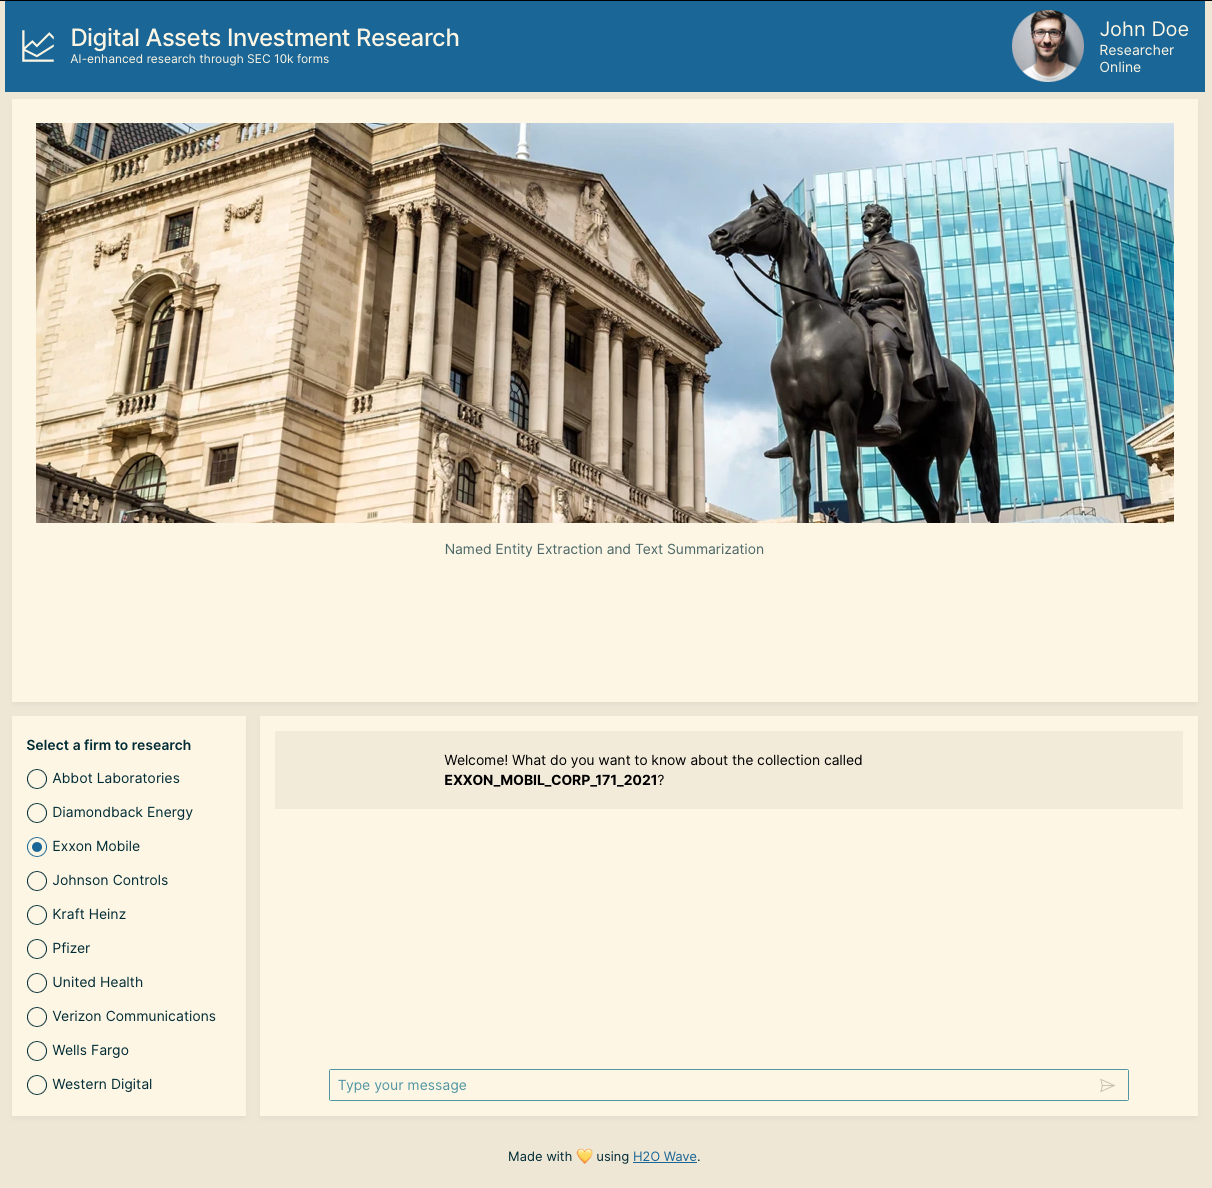 Digital Assets Investment Research
AI-enhanced research through SEC 10k forms
John Doe
Researcher
Online
Named Entity Extraction and Text Summarization
Select a firm to research
Abbot Laboratories
Diamondback Energy
Exxon Mobile
Johnson Controls
Kraft Heinz
Pfizer
United Health
Verizon Communications
Wells Fargo
Western Digital
Welcome! What do you want to know about the collection called
EXXON_MOBIL_CORP_171_2021?
Type your message
Made with 💛 using H2O Wave.